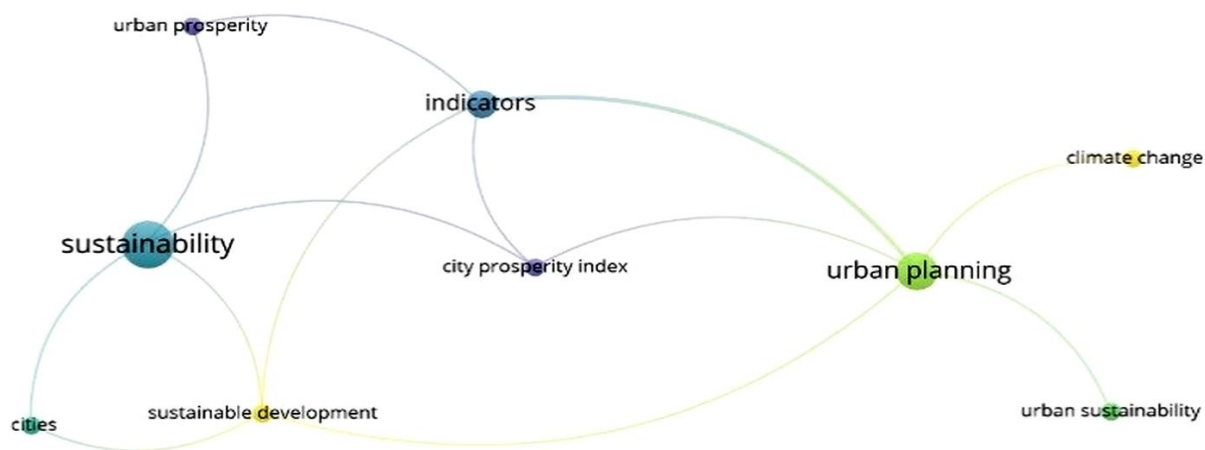 urban prosperity
indicators
climate change
sustainability
city prosperity index
urban planning
sustainable development
urban sustainability
cities